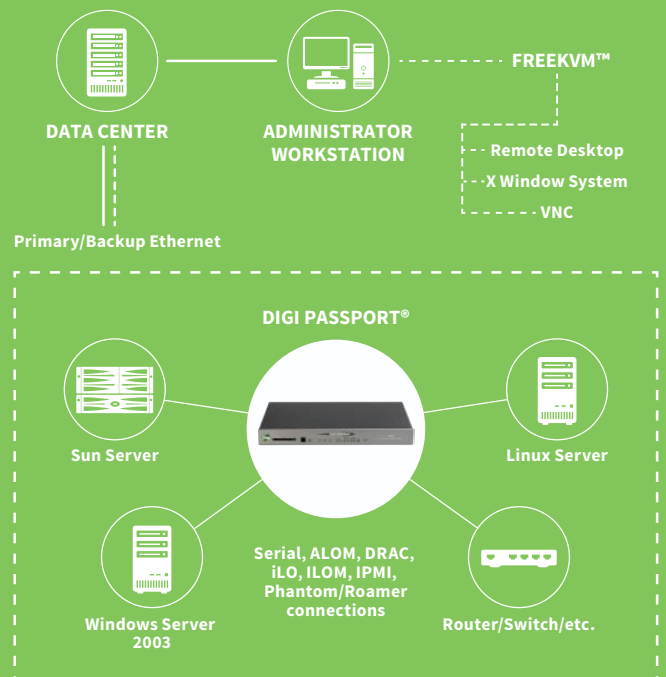 FREEKVM™
DATA CENTER
ADMINISTRATOR
WORKSTATION
Remote Desktop
X Window System
VNC
Primary/Backup Ethernet
DIGI PASSPORT®
Sun Server
Linux Server
Windows Server
2003
Serial, ALOM, DRAC,
iLO, ILOM, IPMI,
Phantom/Roamer
connections
Router/Switch/etc.